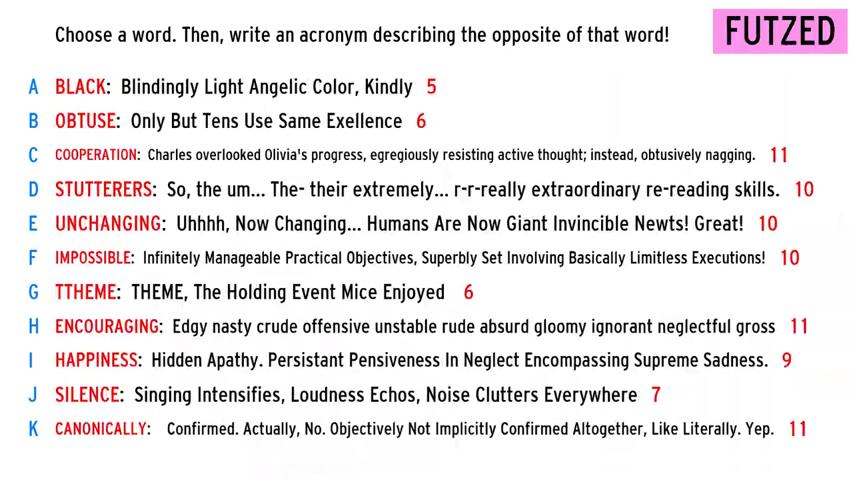 Choose a word. Then, write an acronym describing the opposite of that word!
FUTZED
A BLACK: Blindingly Light Angelic Color, Kindly 5
B OBTUSE: Only But Tens Use Same Exellence 6
C COOPERATION: Charles overlooked Olivia's progress, egregiously resisting active thought; instead, obtusively nagging. 11
D STUTTERERS: So, the um... The- their extremely... r-r-really extraordinary re-reading skills. 10
E UNCHANGING: Uhhhh, Now Changing... Humans Are Now Giant Invincible Newts! Great! 10
F IMPOSSIBLE: Infinitely Manageable Practical Objectives, Superbly Set Involving Basically Limitless Executions! 10
G TTHEME: THEME, The Holding Event Mice Enjoyed 6
H ENCOURAGING: Edgy nasty crude offensive unstable rude absurd gloomy ignorant neglectful gross 11
I HAPPINESS: Hidden Apathy. Persistant Pensiveness In Neglect Encompassing Supreme Sadness. 9
J SILENCE: Singing Intensifies, Loudness Echos, Noise Clutters Everywhere 7
K CANONICALLY: Confirmed. Actually, No. Objectively Not Implicitly Confirmed Altogether, Like Literally. Yep. 11